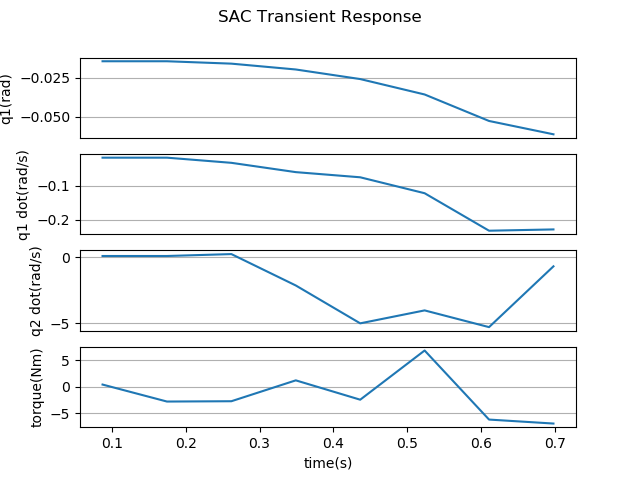 SAC Transient Response
q1(rad)
−0.025
−0.050
q1 dot(rad/s)
−0.1
−0.2
q2 dot(rad/s)
0
−5
torque(Nm)
5
0
−5
0.1 0.2 0.3 0.4 0.5 0.6 0.7
time(s)